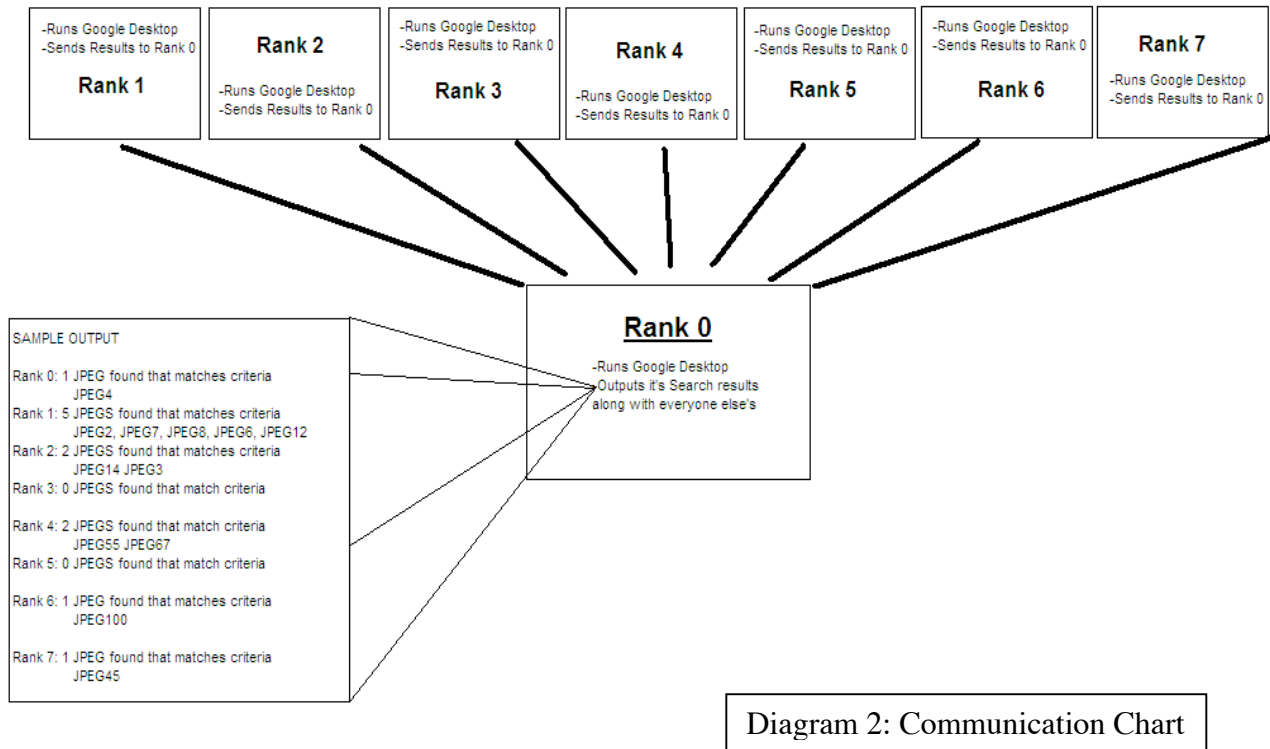 -Runs Google Desktop
-Sends Results to Rank 0
Rank 1
Rank 2
-Runs Google Desktop
-Sends Results to Rank 0
-Runs Google Desktop
-Sends Results to Rank 0
Rank 3
Rank 4
-Runs Google Desktop
-Sends Results to Rank 0
-Runs Google Desktop
-Sends Results to Rank 0
Rank 5
-Runs Google Desktop
-Sends Results to Rank 0
Rank 6
Rank 7
-Runs Google Desktop
-Sends Results to Rank 0
Rank 0
-Runs Google Desktop
-Outputs it's Search results
along with everyone else's
SAMPLE OUTPUT
Rank 0: 1 JPEG found that matches criteria
JPEG4
Rank 1: 5 JPEGS found that matches criteria
JPEG2, JPEG7, JPEG8, JPEG6, JPEG12
Rank 2: 2 JPEGS found that matches criteria
JPEG14 JPEG3
Rank 3: 0 JPEGS found that match criteria
Rank 4: 2 JPEGS found that match criteria
JPEG55 JPEG67
Rank 5: 0 JPEGS found that match criteria
Rank 6: 1 JPEG found that matches criteria
JPEG100
Rank 7: 1 JPEG found that matches criteria
JPEG45
Diagram 2: Communication Chart